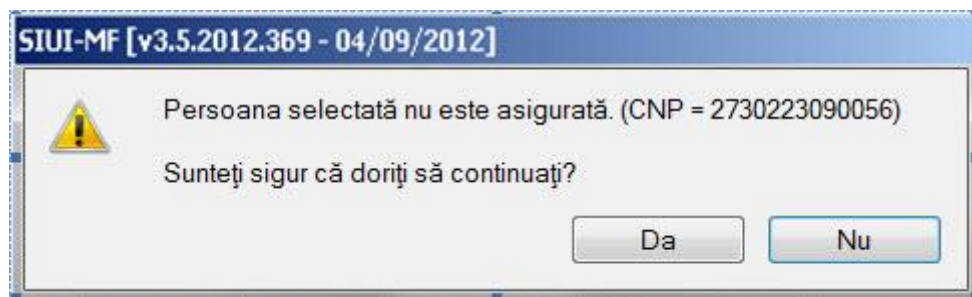 SIUI-MF [v3.5.2012.369 - 04/09/2012]
Persoana selectată nu este asigurată. (CNP = 2730223090056)
Sunteţi sigur că doriţi să continuaţi?
Da Nu